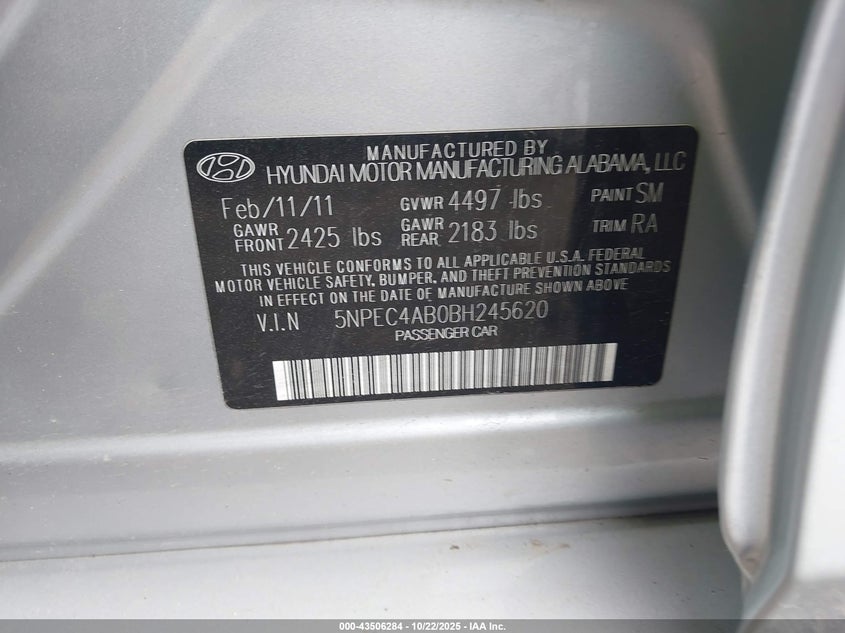 MANUFACTURED BY
HYUNDAI MOTOR MANUFACTURING ALABAMA, LLC
Feb/11/11 GVWR 4497 lbs PAINT SM
GAWR FRONT 2425 lbs GAWR REAR 2183 lbs TRIM RA
THIS VEHICLE CONFORMS TO ALL APPLICABLE U.S.A. FEDERAL
MOTOR VEHICLE SAFETY, BUMPER, AND THEFT PREVENTION STANDARDS
IN EFFECT ON THE DATE OF MANUFACTURE SHOWN ABOVE
V.I.N 5NPEC4AB0BH245620
PASSENGER CAR
000-43506284 | 10/22/2025 - IAA Inc.